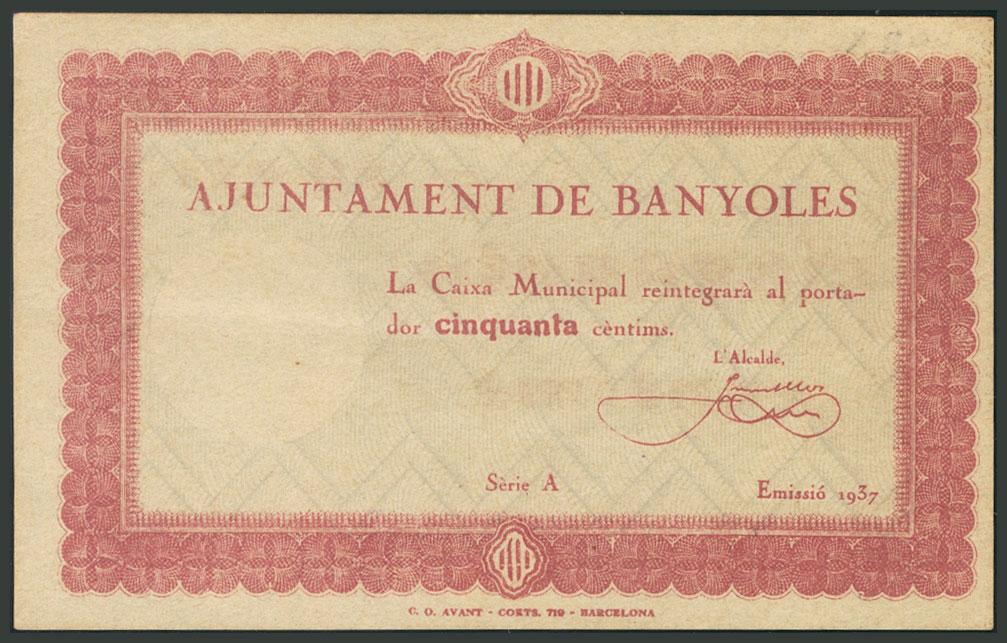 AJUNTAMENT DE BANYOLES
La Caixa Municipal reintegrarà al porta-
dor cinquanta cèntims.
L'Alcalde,
Sèrie A
Emissió 1937
C. O. AVANT - CORTS, 719 - BARCELONA